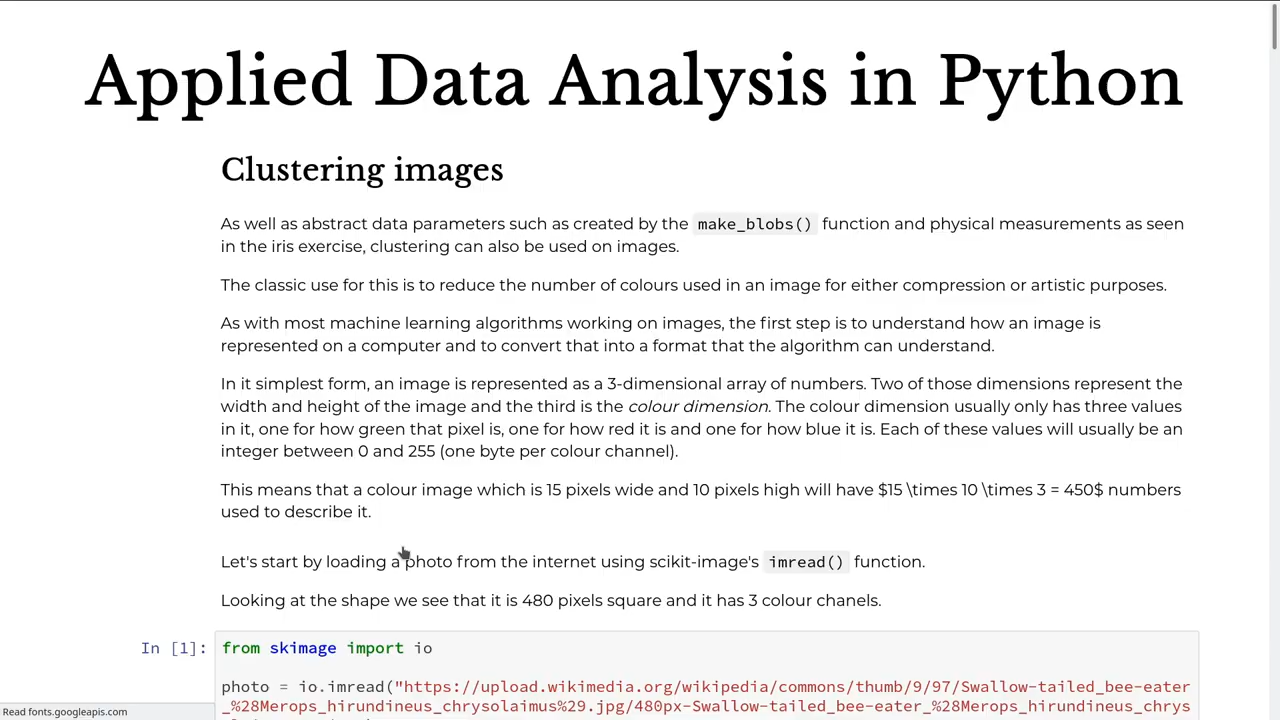 Applied Data Analysis in Python
Clustering images
As well as abstract data parameters such as created by the make_blobs() function and physical measurements as seen
in the iris exercise, clustering can also be used on images.
The classic use for this is to reduce the number of colours used in an image for either compression or artistic purposes.
As with most machine learning algorithms working on images, the first step is to understand how an image is
represented on a computer and to convert that into a format that the algorithm can understand.
In it simplest form, an image is represented as a 3-dimensional array of numbers. Two of those dimensions represent the
width and height of the image and the third is the colour dimension. The colour dimension usually only has three values
in it, one for how green that pixel is, one for how red it is and one for how blue it is. Each of these values will usually be an
integer between 0 and 255 (one byte per colour channel).
This means that a colour image which is 15 pixels wide and 10 pixels high will have $15 \times 10 \times 3 = 450$ numbers
used to describe it.
Let's start by loading a photo from the internet using scikit-image's imread() function.
Looking at the shape we see that it is 480 pixels square and it has 3 colour chanels.
In [1]: from skimage import io
photo = io.imread("https://upload.wikimedia.org/wikipedia/commons/thumb/9/97/Swallow-tailed_bee-eater
_%28Merops_hirundineus_chrysolaimus%29.jpg/480px-Swallow-tailed_bee-eater_%28Merops_hirundineus_chrys
Read fonts.googleapis.com